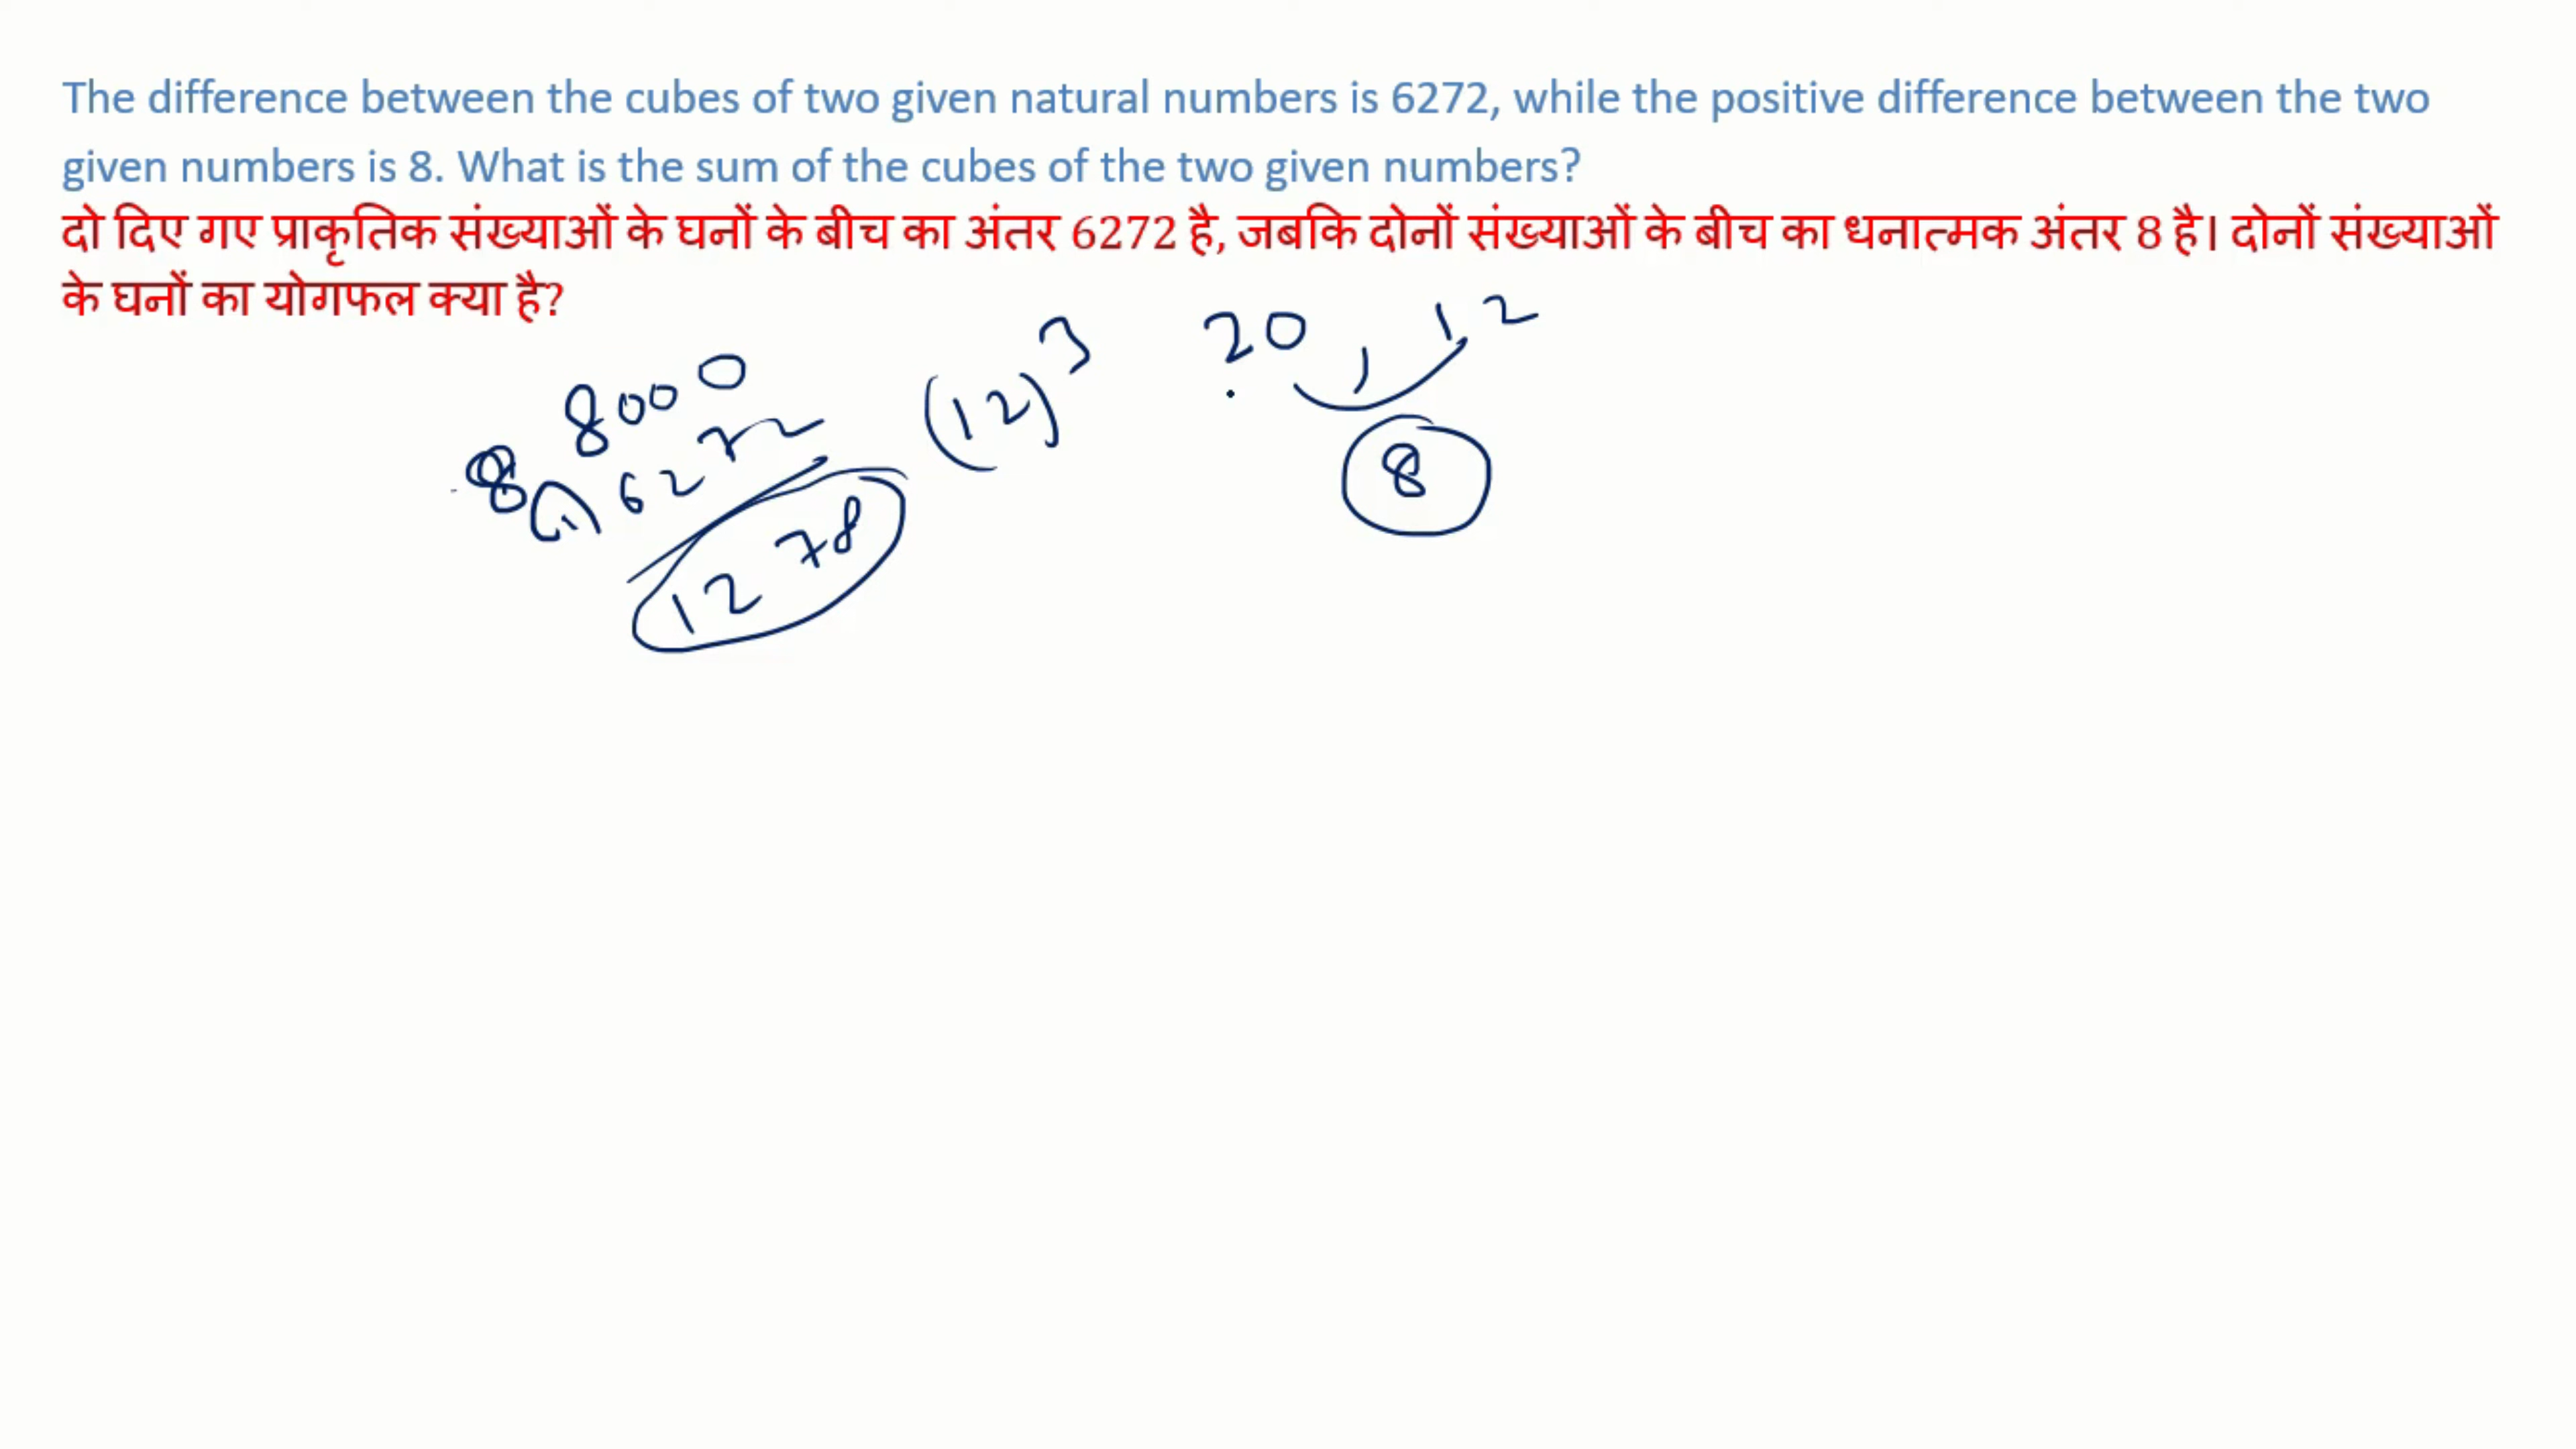 The difference between the cubes of two given natural numbers is 6272, while the positive difference between the two
given numbers is 8. What is the sum of the cubes of the two given numbers?
दो दिए गए प्राकृतिक संख्याओं के घनों के बीच का अंतर 6272 है, जबकि दोनों संख्याओं के बीच का धनात्मक अंतर 8 है। दोनों संख्याओं
के घनों का योगफल क्या है?
20 , 12
8000 (12)³
8 6272 8
1278